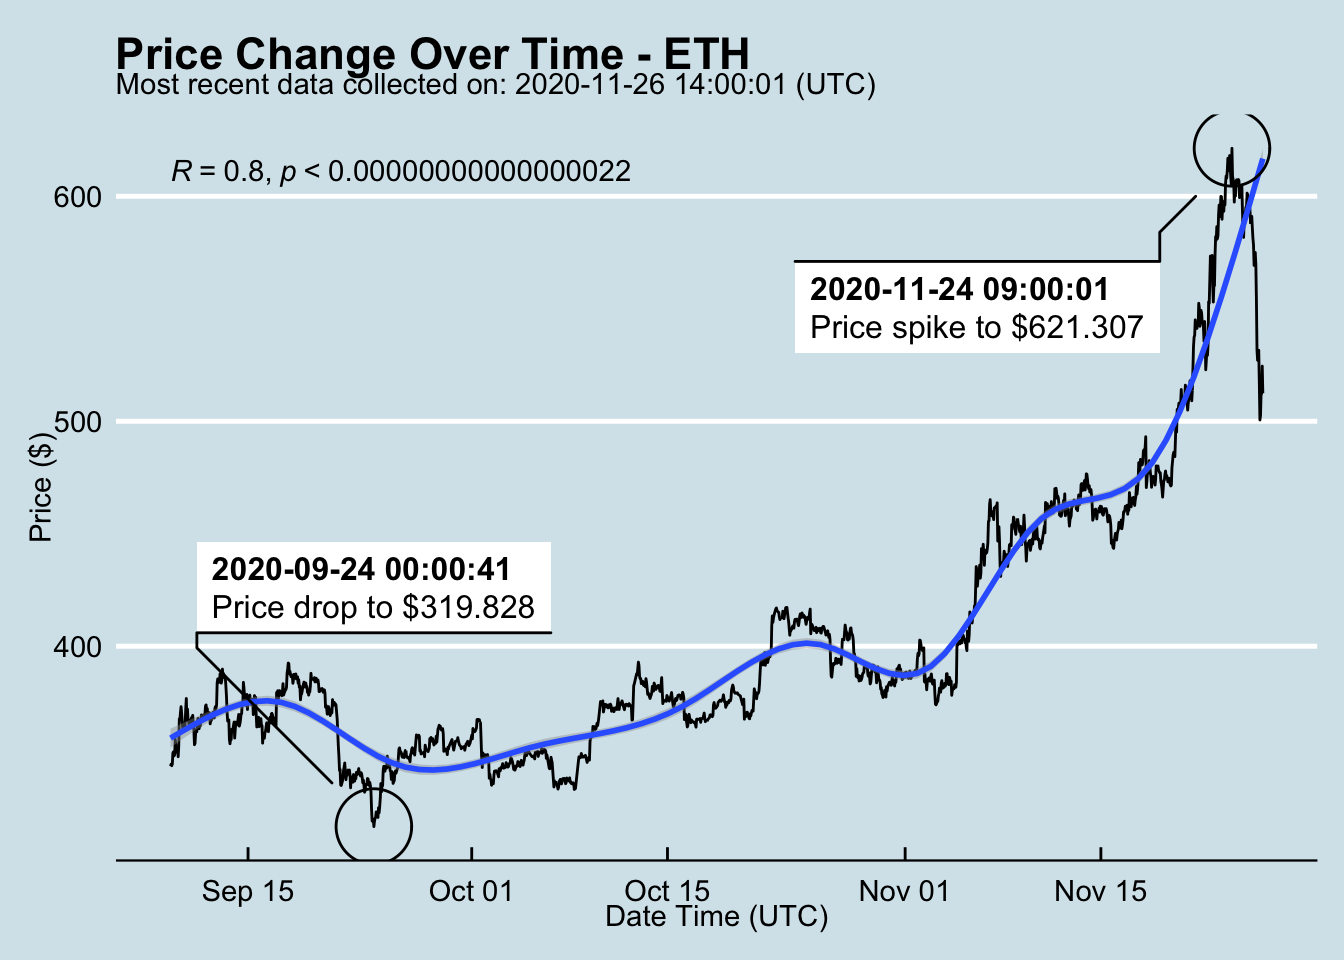 Price Change Over Time - ETH
Most recent data collected on: 2020-11-26 14:00:01 (UTC)
R = 0.8, p < 0.00000000000000022
600
2020-11-24 09:00:01
Price spike to $621.307
500
Price ($)
2020-09-24 00:00:41
Price drop to $319.828
400
Sep 15 Oct 01 Oct 15 Nov 01 Nov 15
Date Time (UTC)